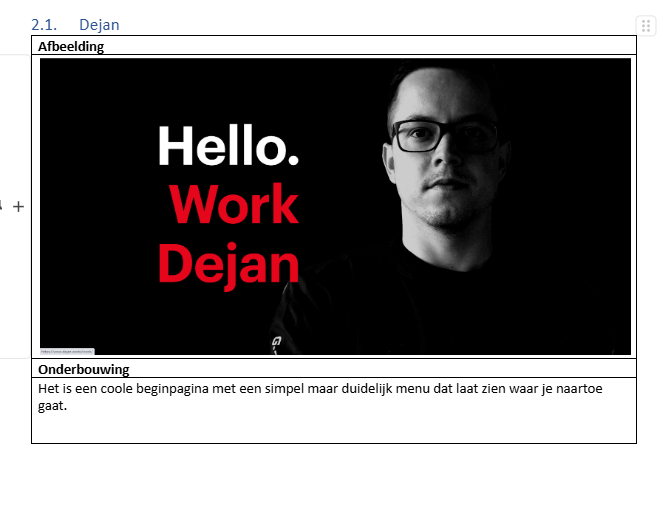 2.1. Dejan
Afbeelding
Hello.
Work
Dejan
Onderbouwing
Het is een coole beginpagina met een simpel maar duidelijk menu dat laat zien waar je naartoe
gaat.